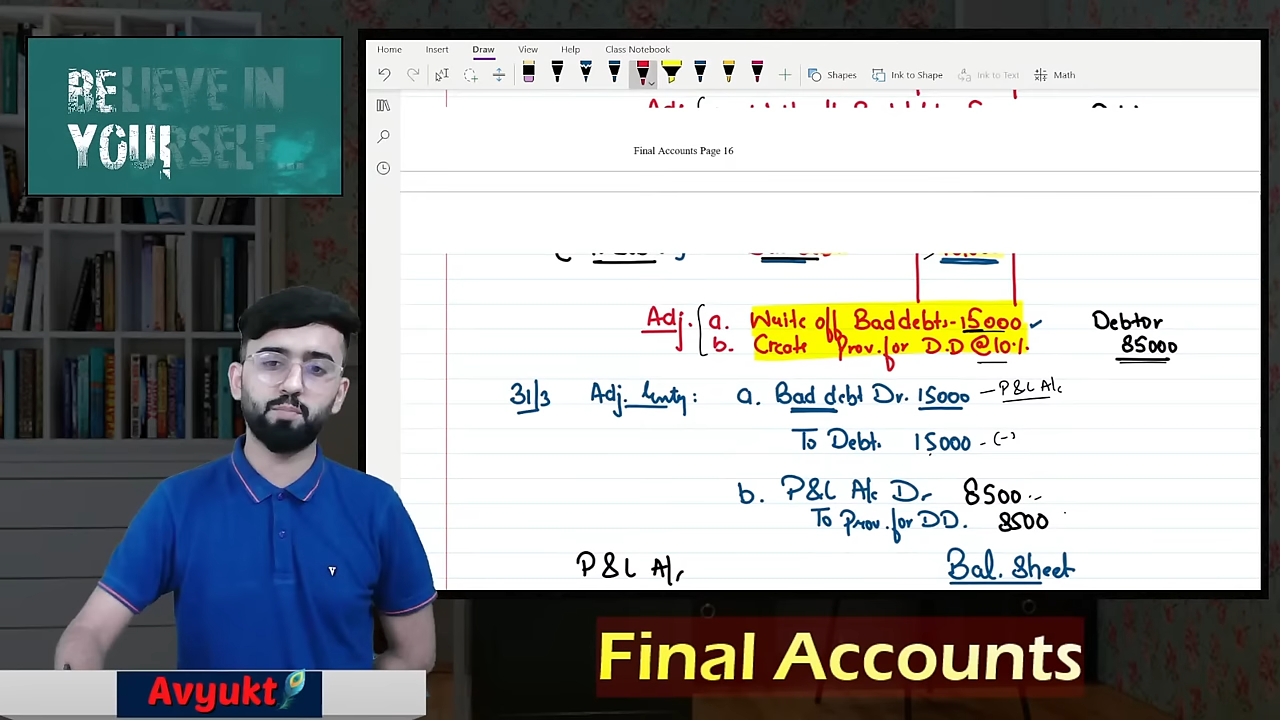 BELIEVE IN
YOURSELF...
Home Insert Draw View Help Class Notebook
Shapes Ink to Shape Ink to Text Math
Final Accounts Page 16
Adj. a. Write off Bad debts - 15000
b. Create Prov. for D.D @ 10%.
Debtor
85000
31/3 Adj. Enty: a. Bad debt Dr. 15000 - P&L A/c
To Debt. 15000 - (-)
b. P&L A/c Dr 8500
To Prov. for DD. 8500
P&L A/c Bal. Sheet
Final Accounts
Avyukt